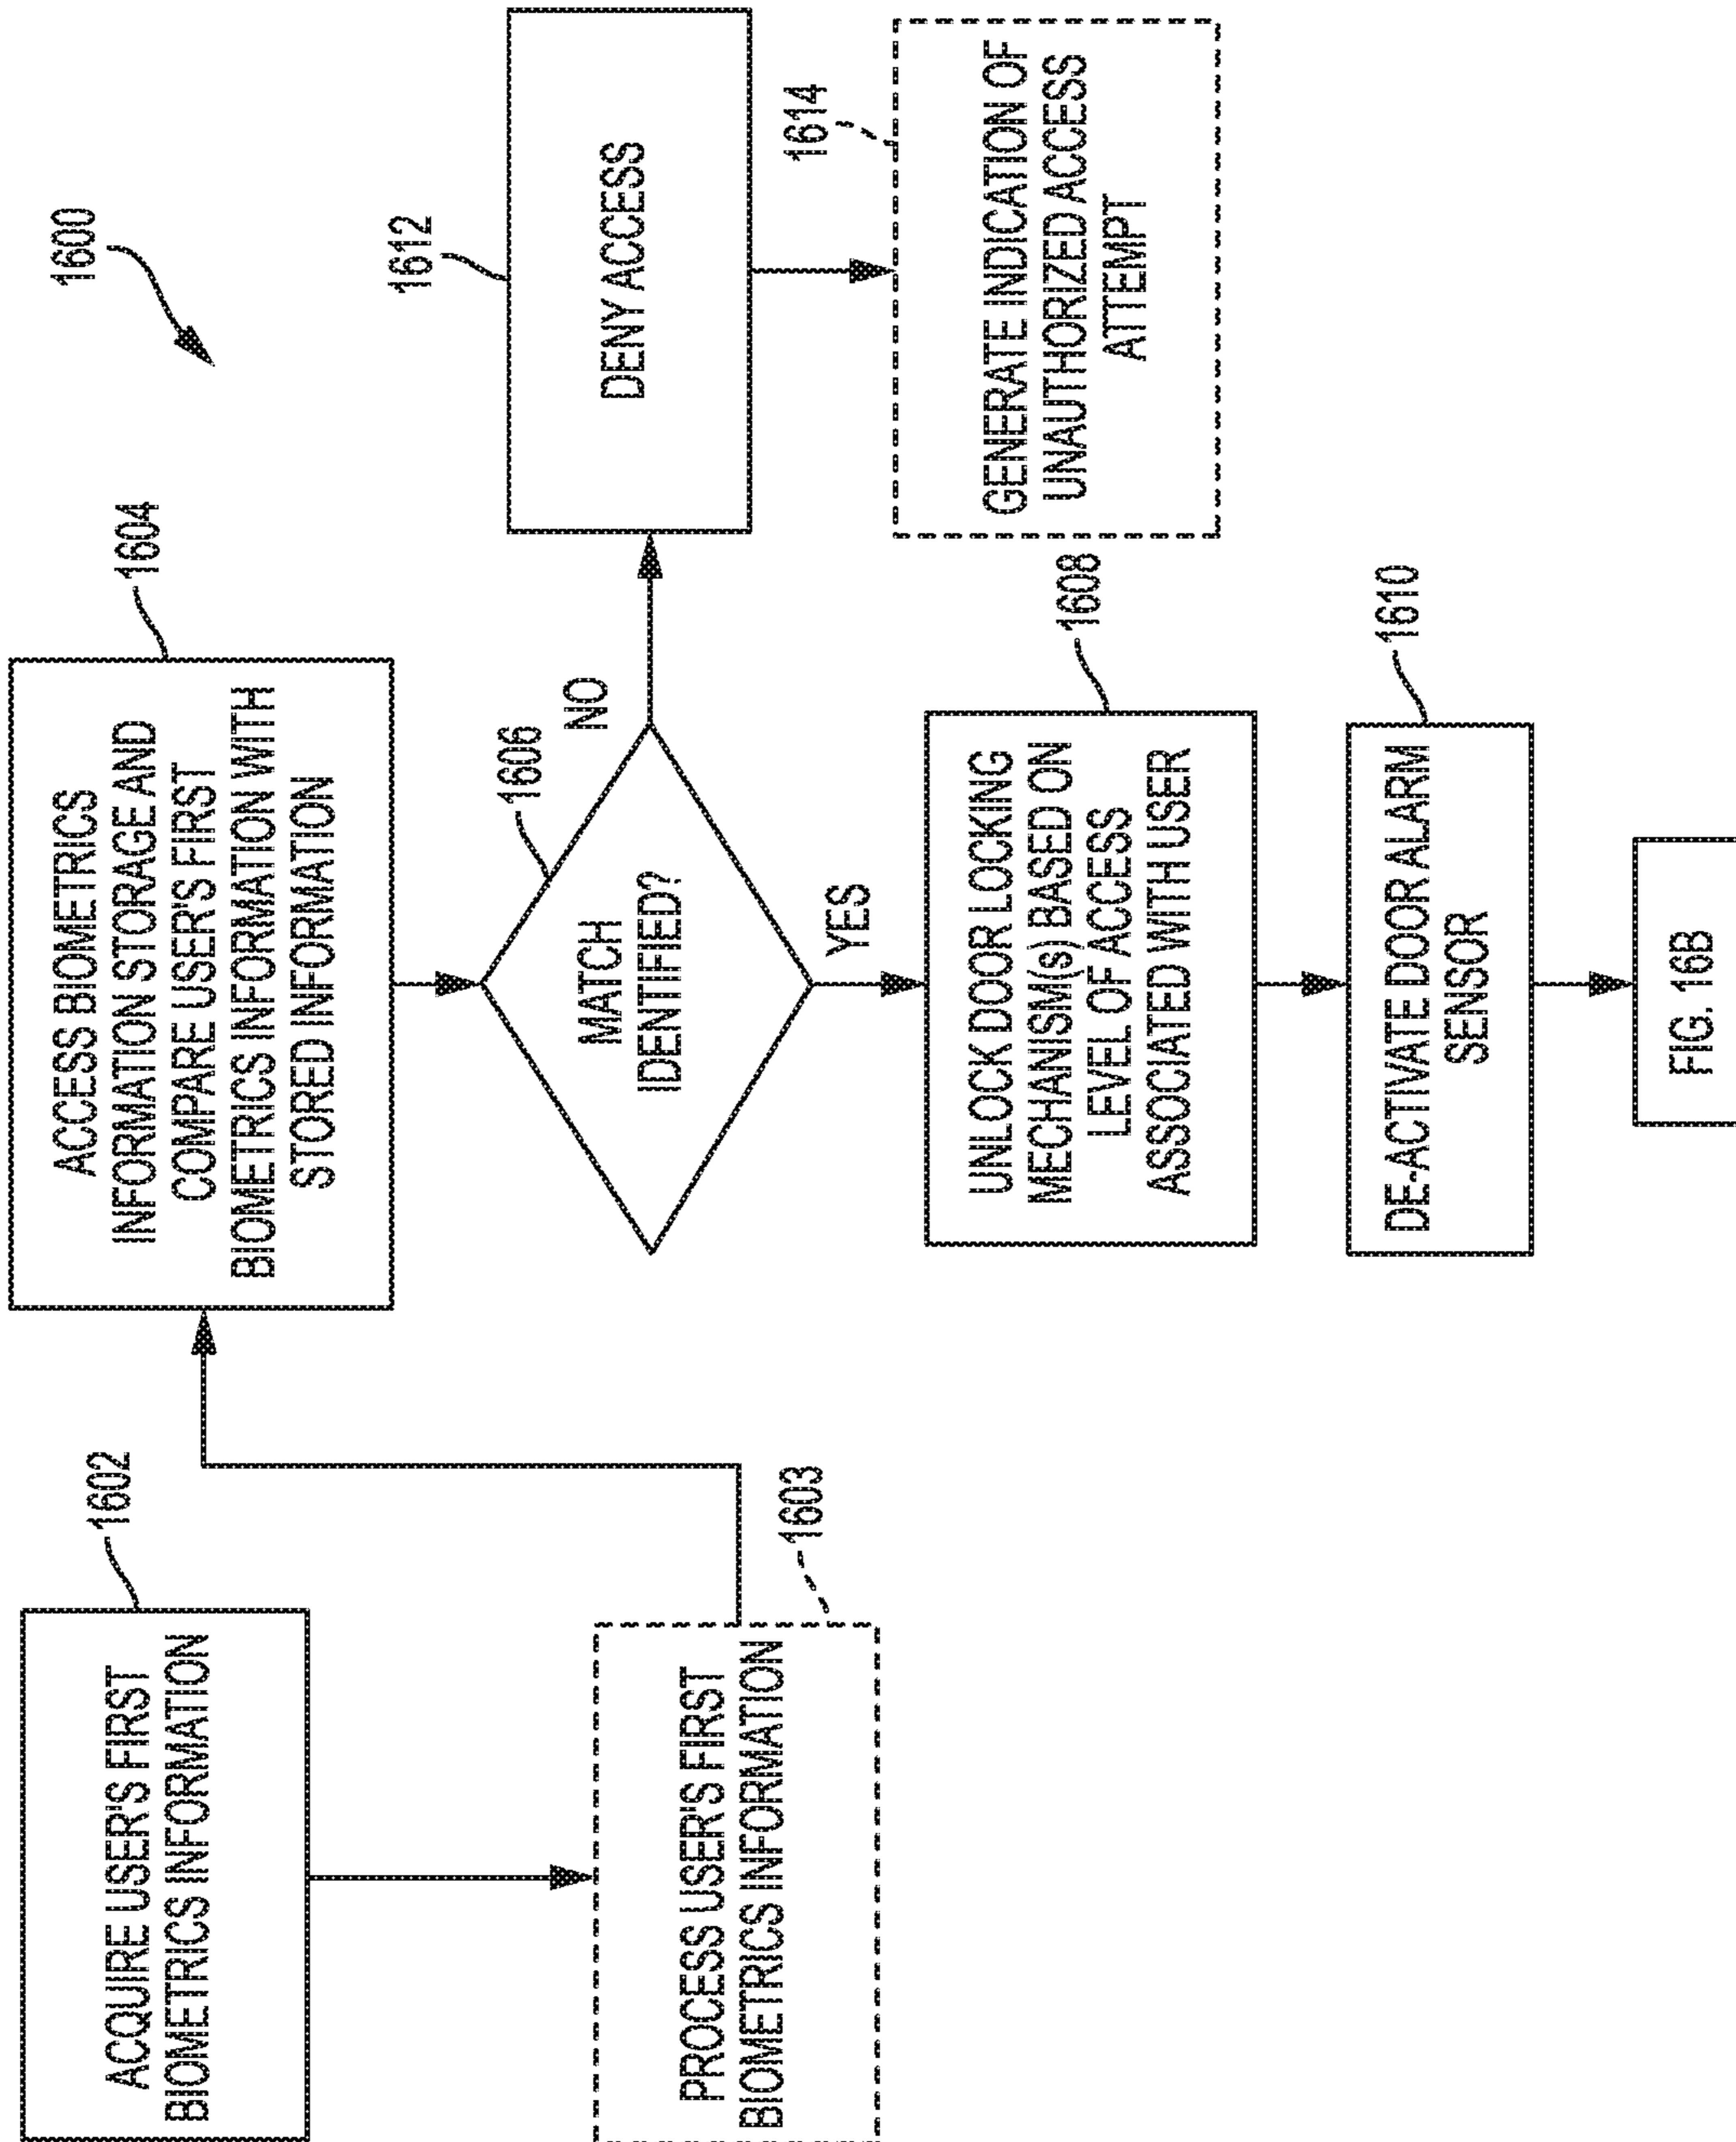 1600
1602
ACQUIRE USER'S FIRST
BIOMETRICS INFORMATION
1603
PROCESS USER'S FIRST
BIOMETRICS INFORMATION
1604
ACCESS BIOMETRICS
INFORMATION STORAGE AND
COMPARE USER'S FIRST
BIOMETRICS INFORMATION WITH
STORED INFORMATION
1606
MATCH
IDENTIFIED?
NO
YES
1612
DENY ACCESS
1614
GENERATE INDICATION OF
UNAUTHORIZED ACCESS
ATTEMPT
1608
UNLOCK DOOR LOCKING
MECHANISM(s) BASED ON
LEVEL OF ACCESS
ASSOCIATED WITH USER
1610
DE-ACTIVATE DOOR ALARM
SENSOR
FIG. 16B